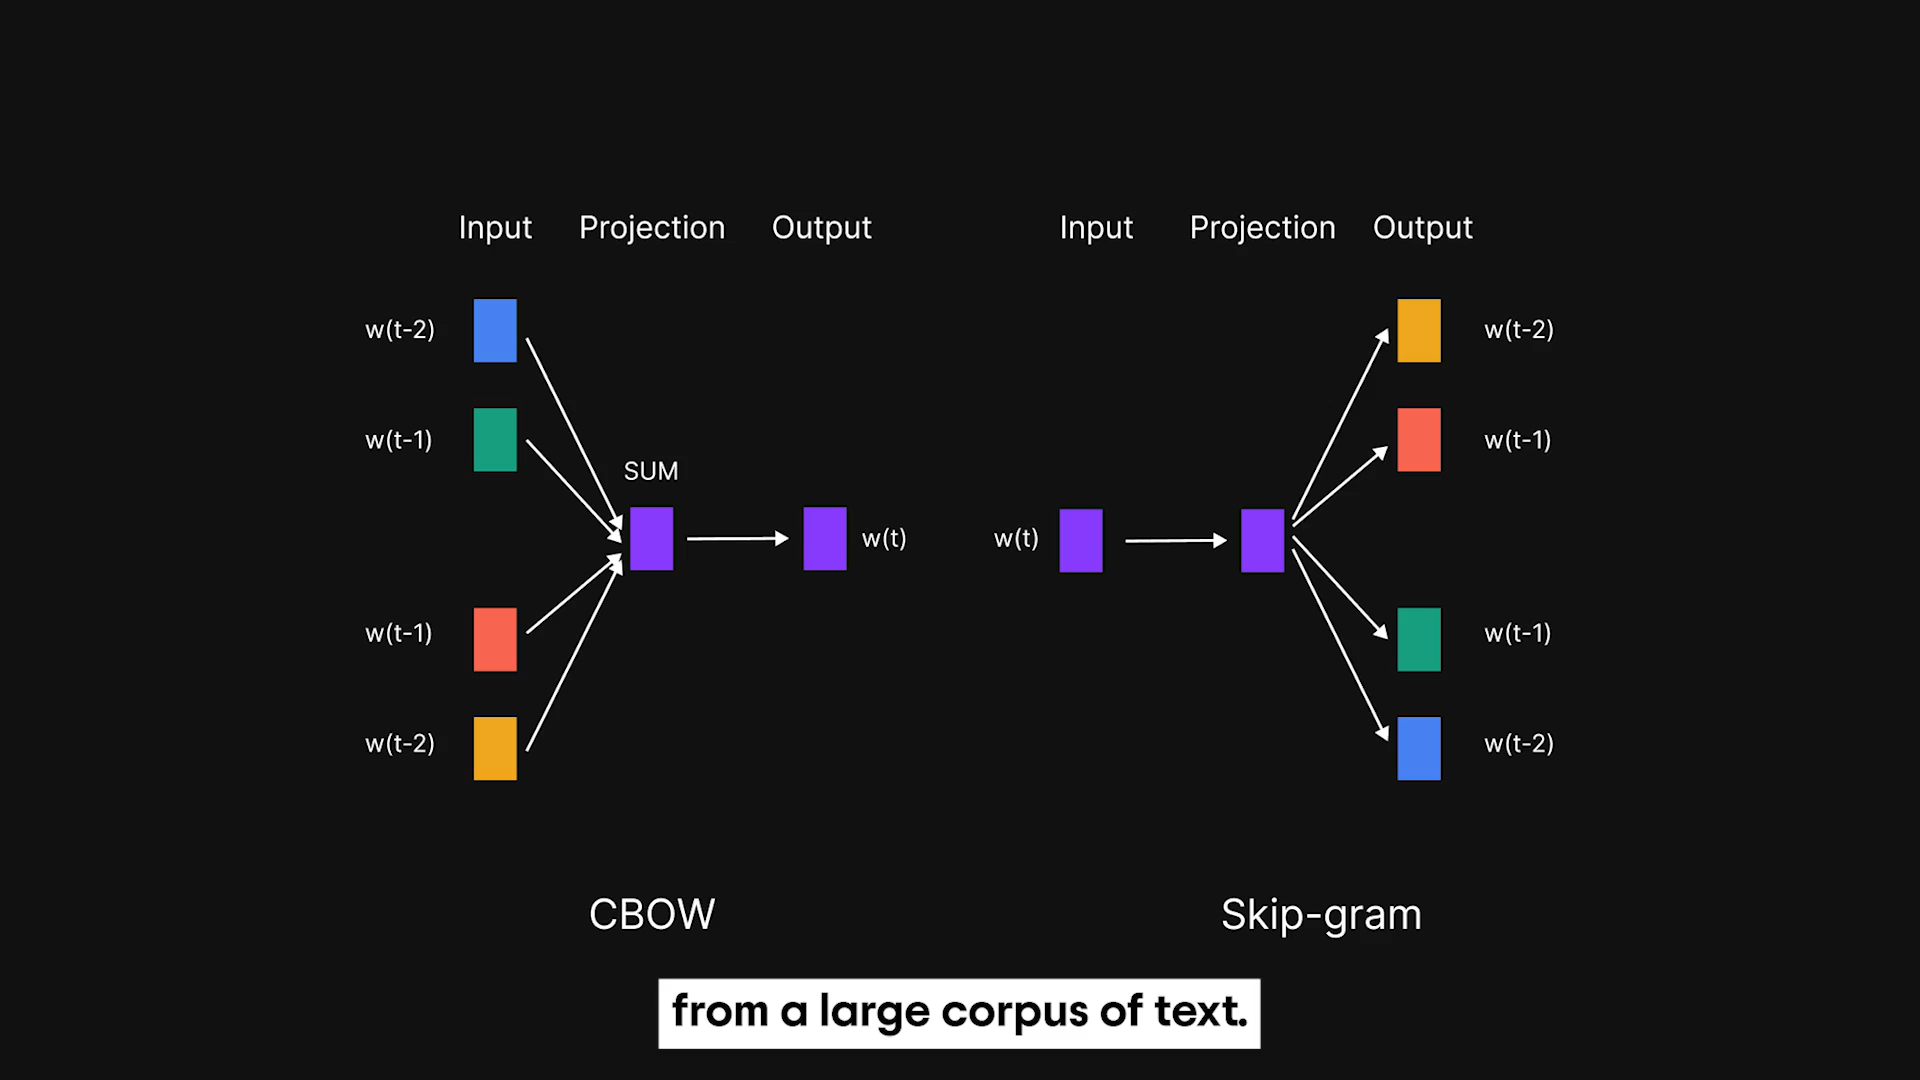 Input Projection Output
w(t-2)
w(t-1)
SUM
w(t)
w(t-1)
w(t-2)
CBOW
Input Projection Output
w(t-2)
w(t-1)
w(t)
w(t-1)
w(t-2)
Skip-gram
from a large corpus of text.